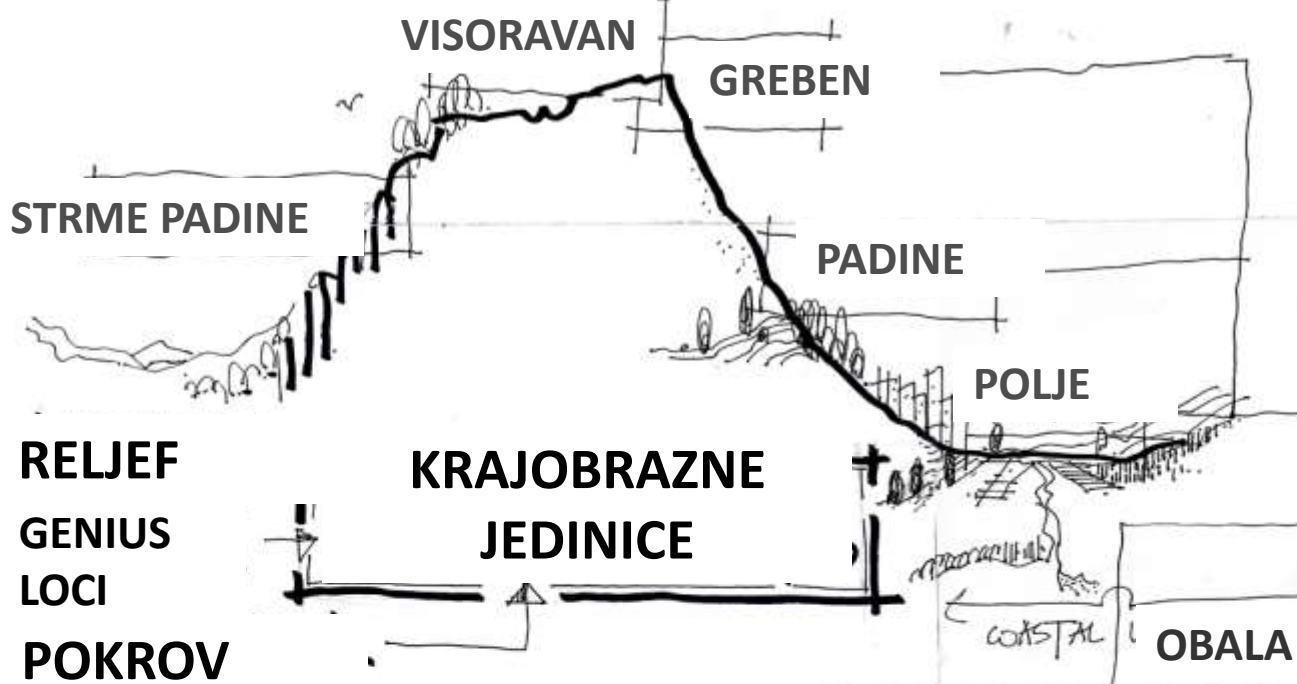 VISORAVAN
GREBEN
STRME PADINE
PADINE
POLJE
RELJEF
GENIUS
LOCI
POKROV
KRAJOBRAZNE
JEDINICE
COASTAL
OBALA